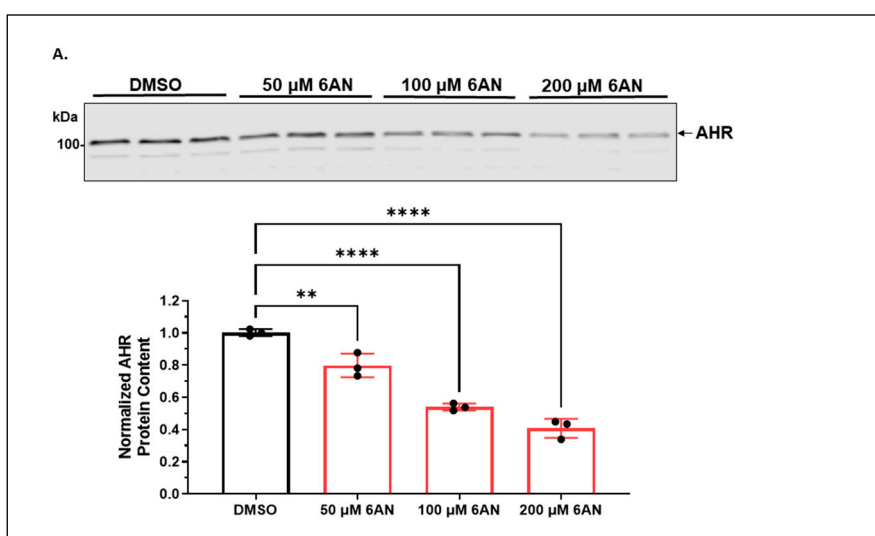 A.
DMSO 50 µM 6AN 100 µM 6AN 200 µM 6AN
kDa
100
AHR
****
****
**
1.2
1.0
0.8
0.6
0.4
0.2
0.0
Normalized AHR
Protein Content
DMSO 50 µM 6AN 100 µM 6AN 200 µM 6AN